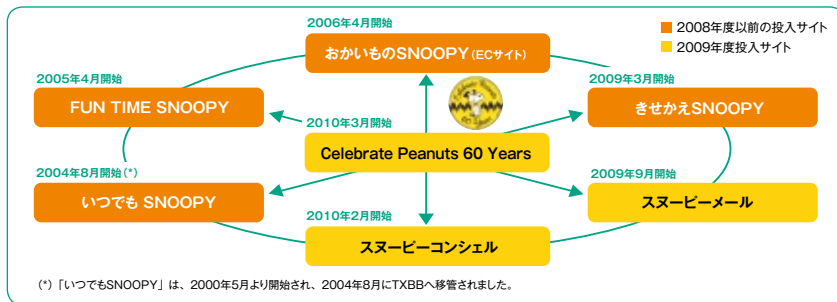 2006年4月開始
おかいものSNOOPY(ECサイト)
2008年度以前の投入サイト
2009年度投入サイト
2005年4月開始
FUN TIME SNOOPY
2009年3月開始
きせかえSNOOPY
2010年3月開始
Celebrate Peanuts 60 Years
Celebrate Peanuts
60 Years
2004年8月開始(*)
いつでも SNOOPY
2009年9月開始
スヌーピーメール
2010年2月開始
スヌーピーコンシェル
(*)「いつでもSNOOPY」は、2000年5月より開始され、2004年8月にTXBBへ移管されました。